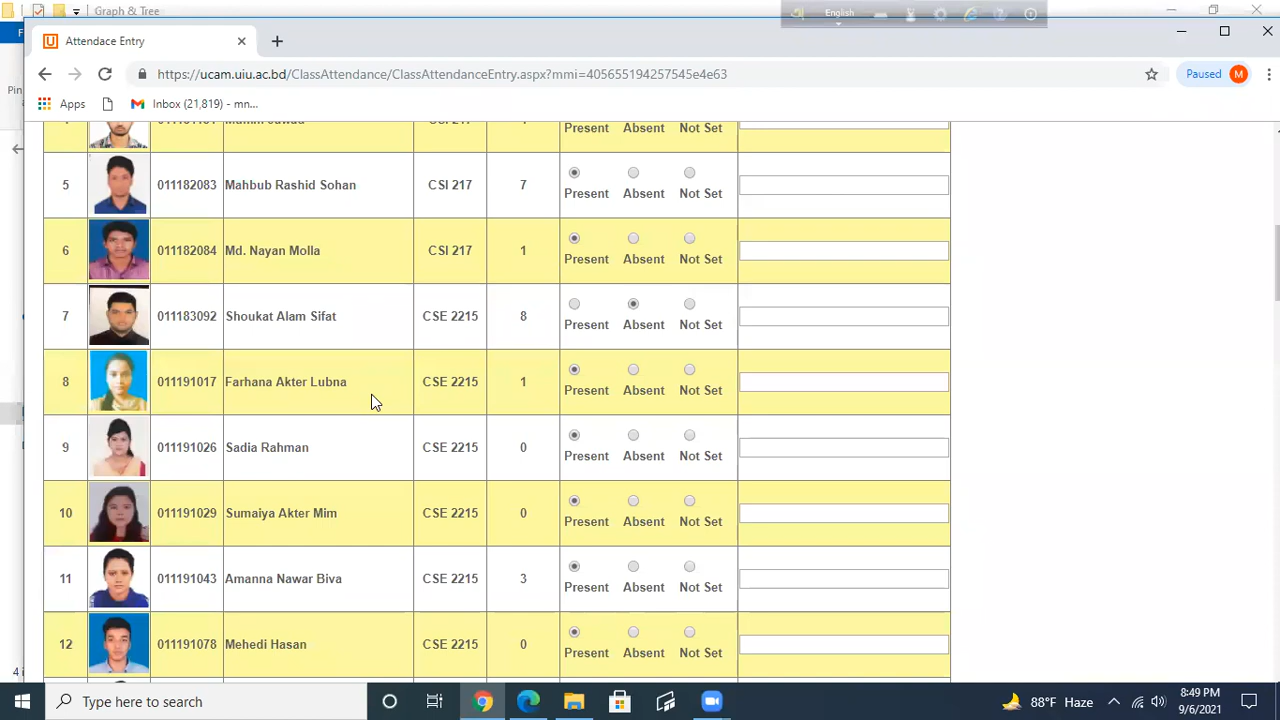 Graph & Tree
English
Attendace Entry
https://ucam.uiu.ac.bd/ClassAttendance/ClassAttendanceEntry.aspx?mmi=405655194257545e4e63
Paused M
Apps Inbox (21,819) - mn...
Pin
Present Absent Not Set
5 011182083 Mahbub Rashid Sohan CSI 217 7 Present Absent Not Set
6 011182084 Md. Nayan Molla CSI 217 1 Present Absent Not Set
7 011183092 Shoukat Alam Sifat CSE 2215 8 Present Absent Not Set
8 011191017 Farhana Akter Lubna CSE 2215 1 Present Absent Not Set
9 011191026 Sadia Rahman CSE 2215 0 Present Absent Not Set
10 011191029 Sumaiya Akter Mim CSE 2215 0 Present Absent Not Set
11 011191043 Amanna Nawar Biva CSE 2215 3 Present Absent Not Set
12 011191078 Mehedi Hasan CSE 2215 0 Present Absent Not Set
4 i
Type here to search
88°F Haze
8:49 PM
9/6/2021